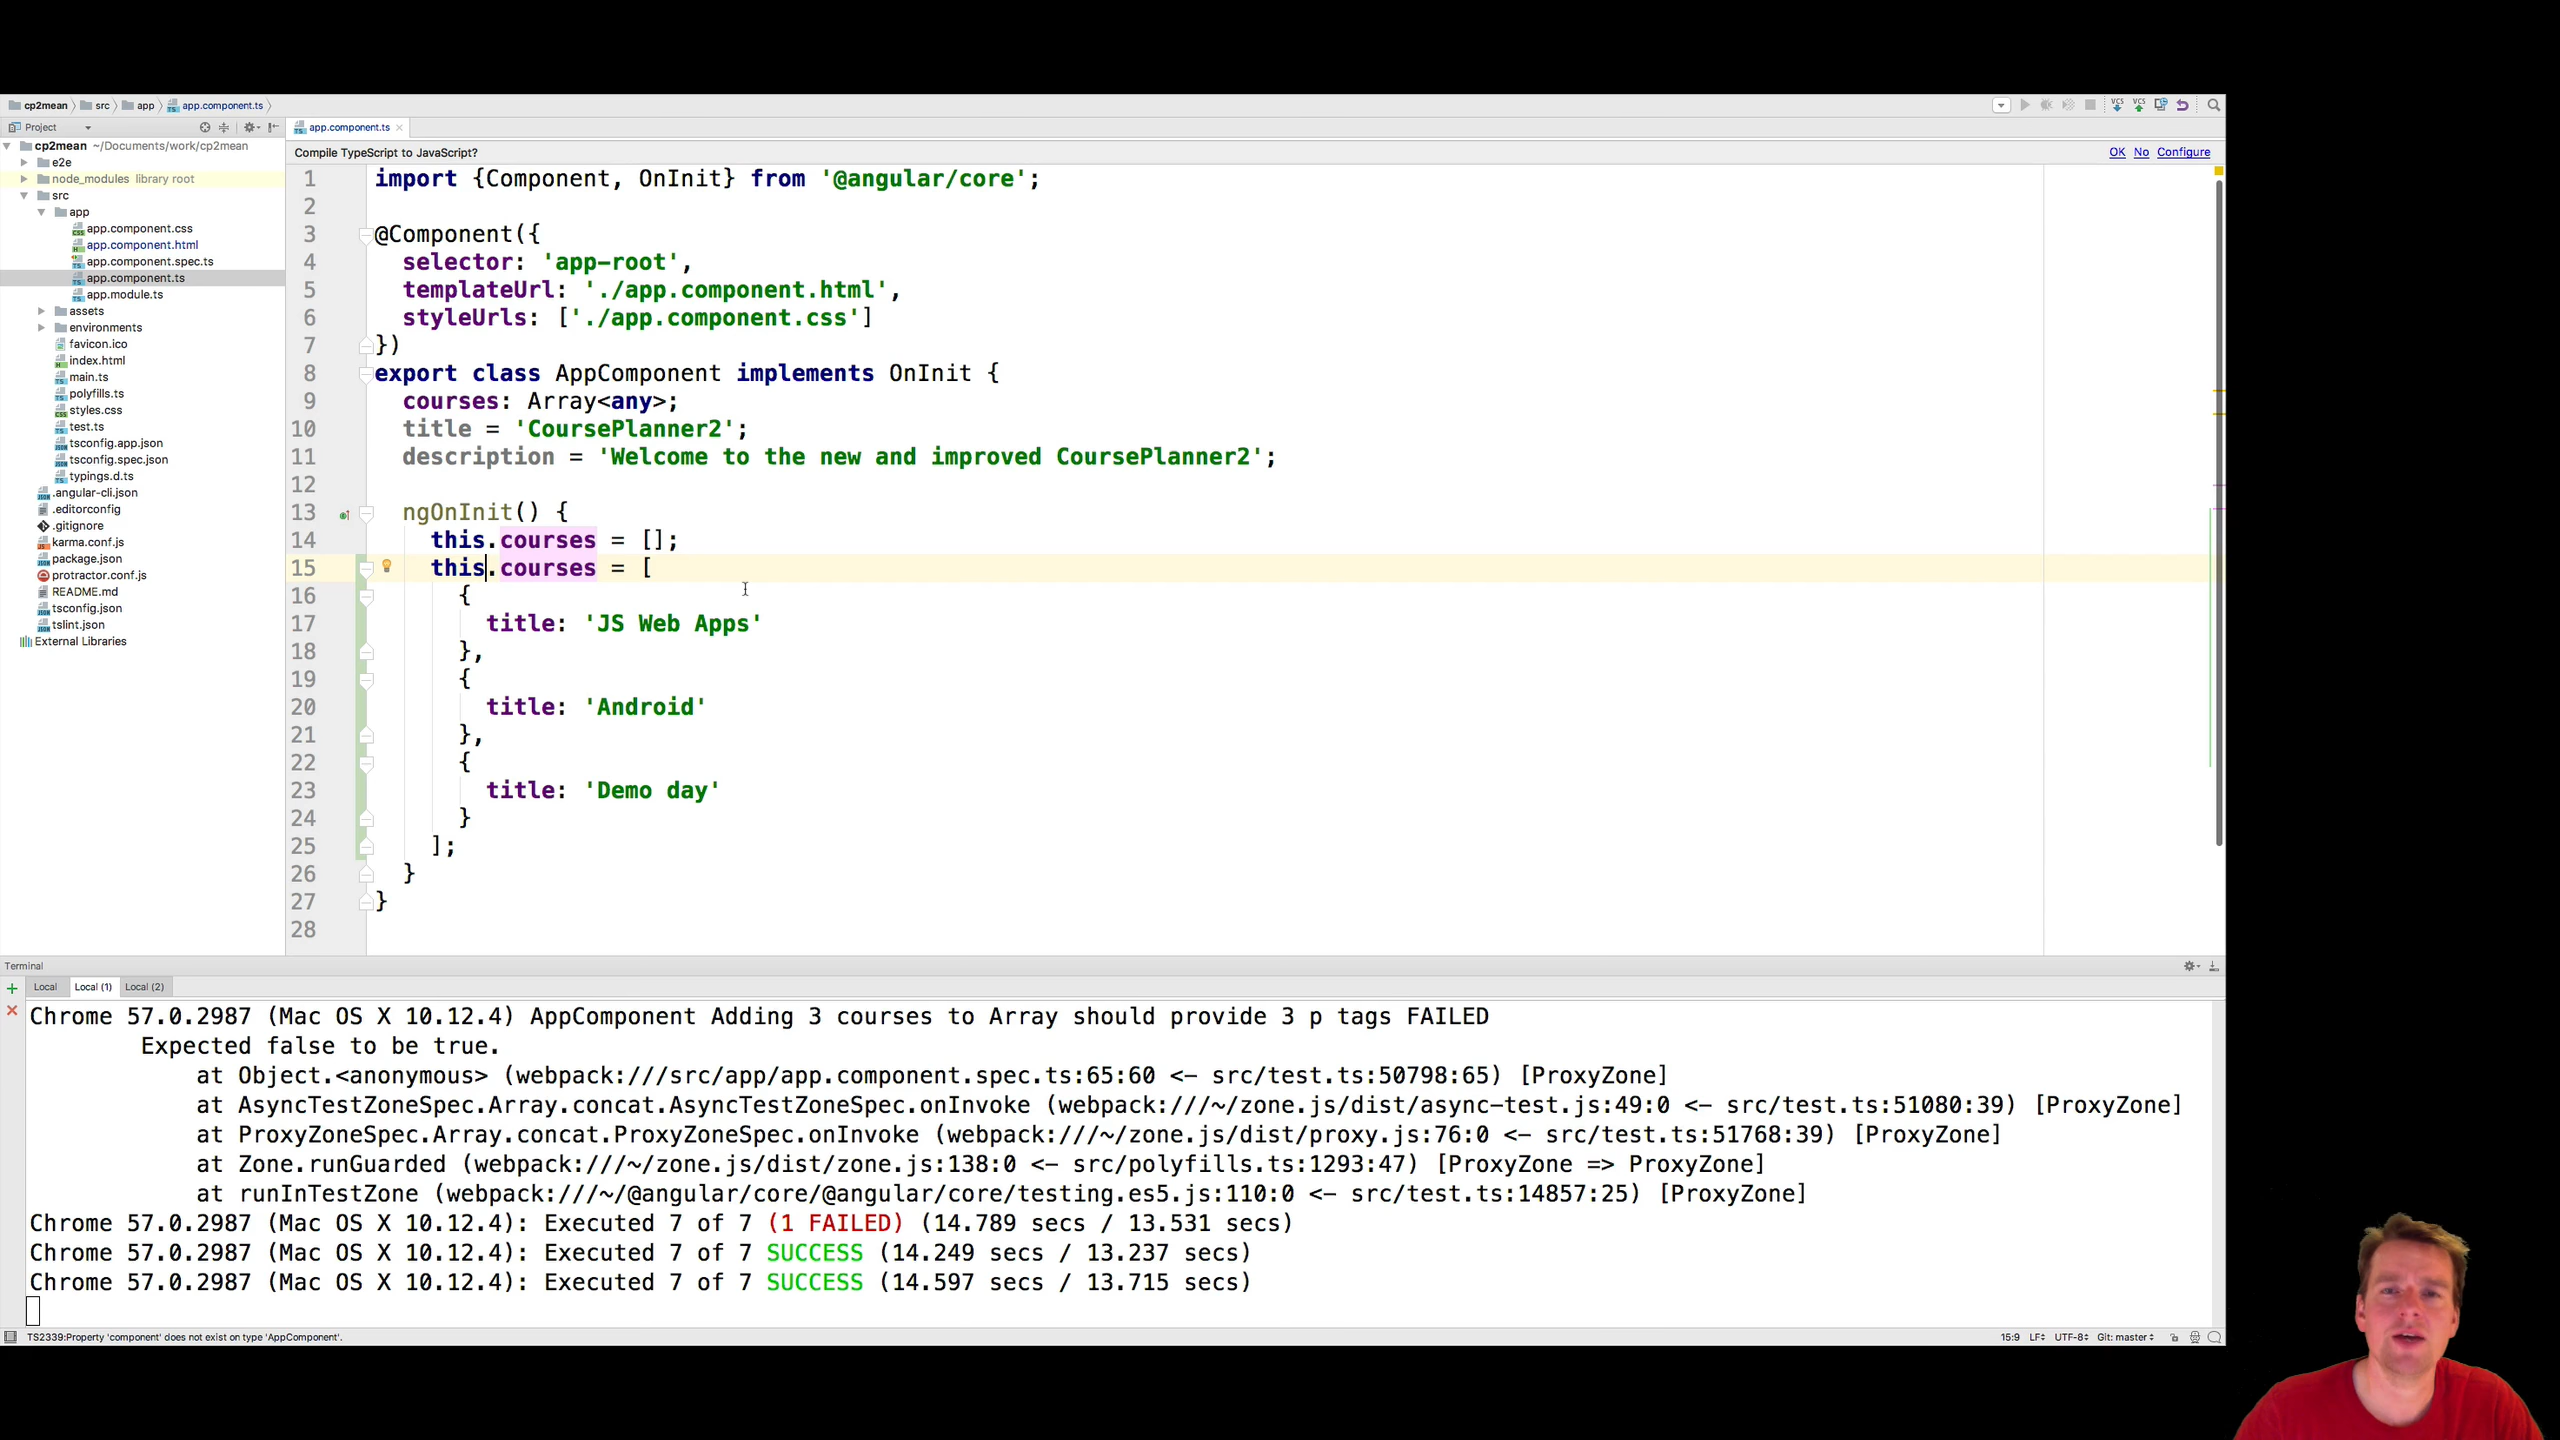 cp2mean src app app.component.ts
Project
app.component.ts
cp2mean ~/Documents/work/cp2mean
e2e
node_modules library root
src
app
app.component.css
app.component.html
app.component.spec.ts
app.component.ts
app.module.ts
assets
environments
favicon.ico
index.html
main.ts
polyfills.ts
styles.css
test.ts
tsconfig.app.json
tsconfig.spec.json
typings.d.ts
.angular-cli.json
.editorconfig
.gitignore
karma.conf.js
package.json
protractor.conf.js
README.md
tsconfig.json
tslint.json
External Libraries
Compile TypeScript to JavaScript? OK No Configure
1 import {Component, OnInit} from '@angular/core';
2
3 @Component({
4 selector: 'app-root',
5 templateUrl: './app.component.html',
6 styleUrls: ['./app.component.css']
7 })
8 export class AppComponent implements OnInit {
9 courses: Array<any>;
10 title = 'CoursePlanner2';
11 description = 'Welcome to the new and improved CoursePlanner2';
12
13 ngOnInit() {
14 this.courses = [];
15 this.courses = [
16 {
17 title: 'JS Web Apps'
18 },
19 {
20 title: 'Android'
21 },
22 {
23 title: 'Demo day'
24 }
25 ];
26 }
27 }
28
Terminal
Local Local (1) Local (2)
Chrome 57.0.2987 (Mac OS X 10.12.4) AppComponent Adding 3 courses to Array should provide 3 p tags FAILED
Expected false to be true.
at Object.<anonymous> (webpack:///src/app/app.component.spec.ts:65:60 <- src/test.ts:50798:65) [ProxyZone]
at AsyncTestZoneSpec.Array.concat.AsyncTestZoneSpec.onInvoke (webpack:///~/zone.js/dist/async-test.js:49:0 <- src/test.ts:51080:39) [ProxyZone]
at ProxyZoneSpec.Array.concat.ProxyZoneSpec.onInvoke (webpack:///~/zone.js/dist/proxy.js:76:0 <- src/test.ts:51768:39) [ProxyZone]
at Zone.runGuarded (webpack:///~/zone.js/dist/zone.js:138:0 <- src/polyfills.ts:1293:47) [ProxyZone => ProxyZone]
at runInTestZone (webpack:///~/@angular/core/@angular/core/testing.es5.js:110:0 <- src/test.ts:14857:25) [ProxyZone]
Chrome 57.0.2987 (Mac OS X 10.12.4): Executed 7 of 7 (1 FAILED) (14.789 secs / 13.531 secs)
Chrome 57.0.2987 (Mac OS X 10.12.4): Executed 7 of 7 SUCCESS (14.249 secs / 13.237 secs)
Chrome 57.0.2987 (Mac OS X 10.12.4): Executed 7 of 7 SUCCESS (14.597 secs / 13.715 secs)
TS2339:Property 'component' does not exist on type 'AppComponent'. 15:9 LF UTF-8 Git: master